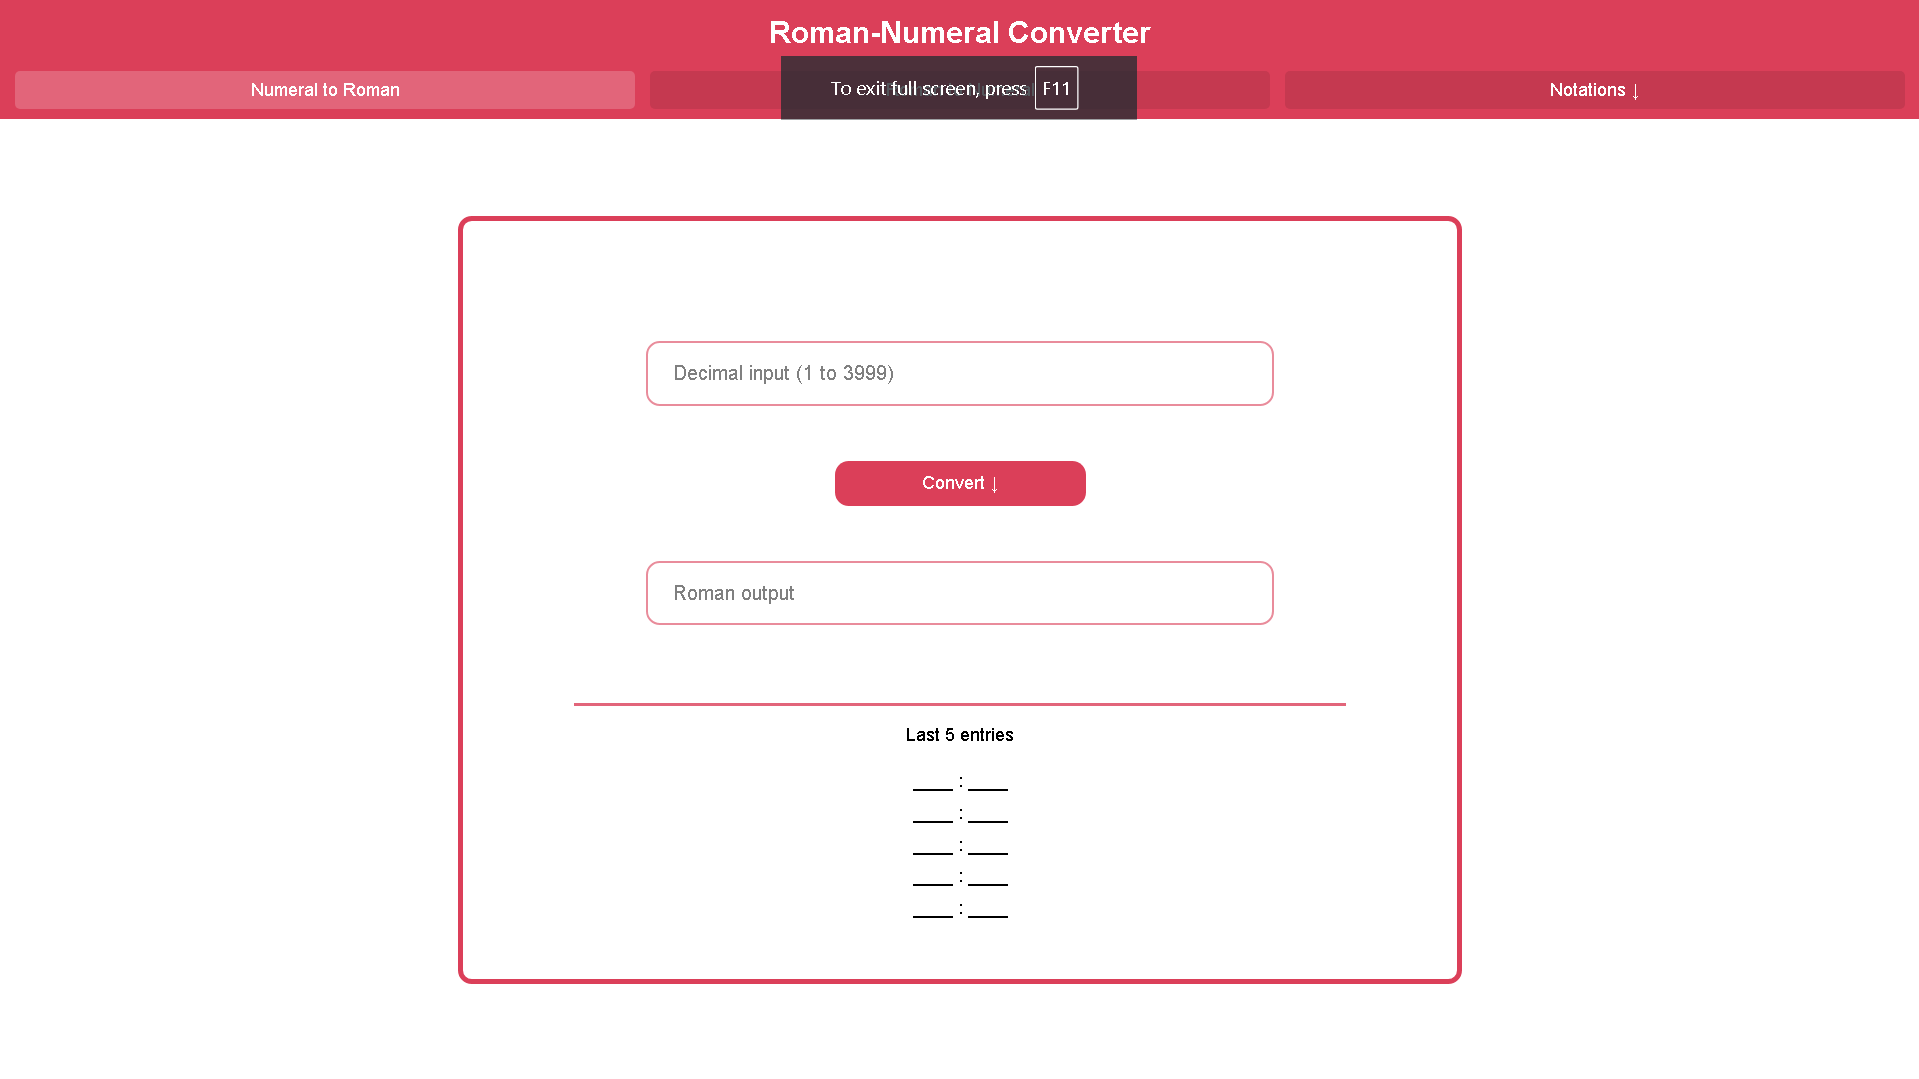 Roman-Numeral Converter
Numeral to Roman
To exit full screen, press F11
Notations ↓
Decimal input (1 to 3999)
Convert ↓
Roman output
Last 5 entries
____ : ____
____ : ____
____ : ____
____ : ____
____ : ____